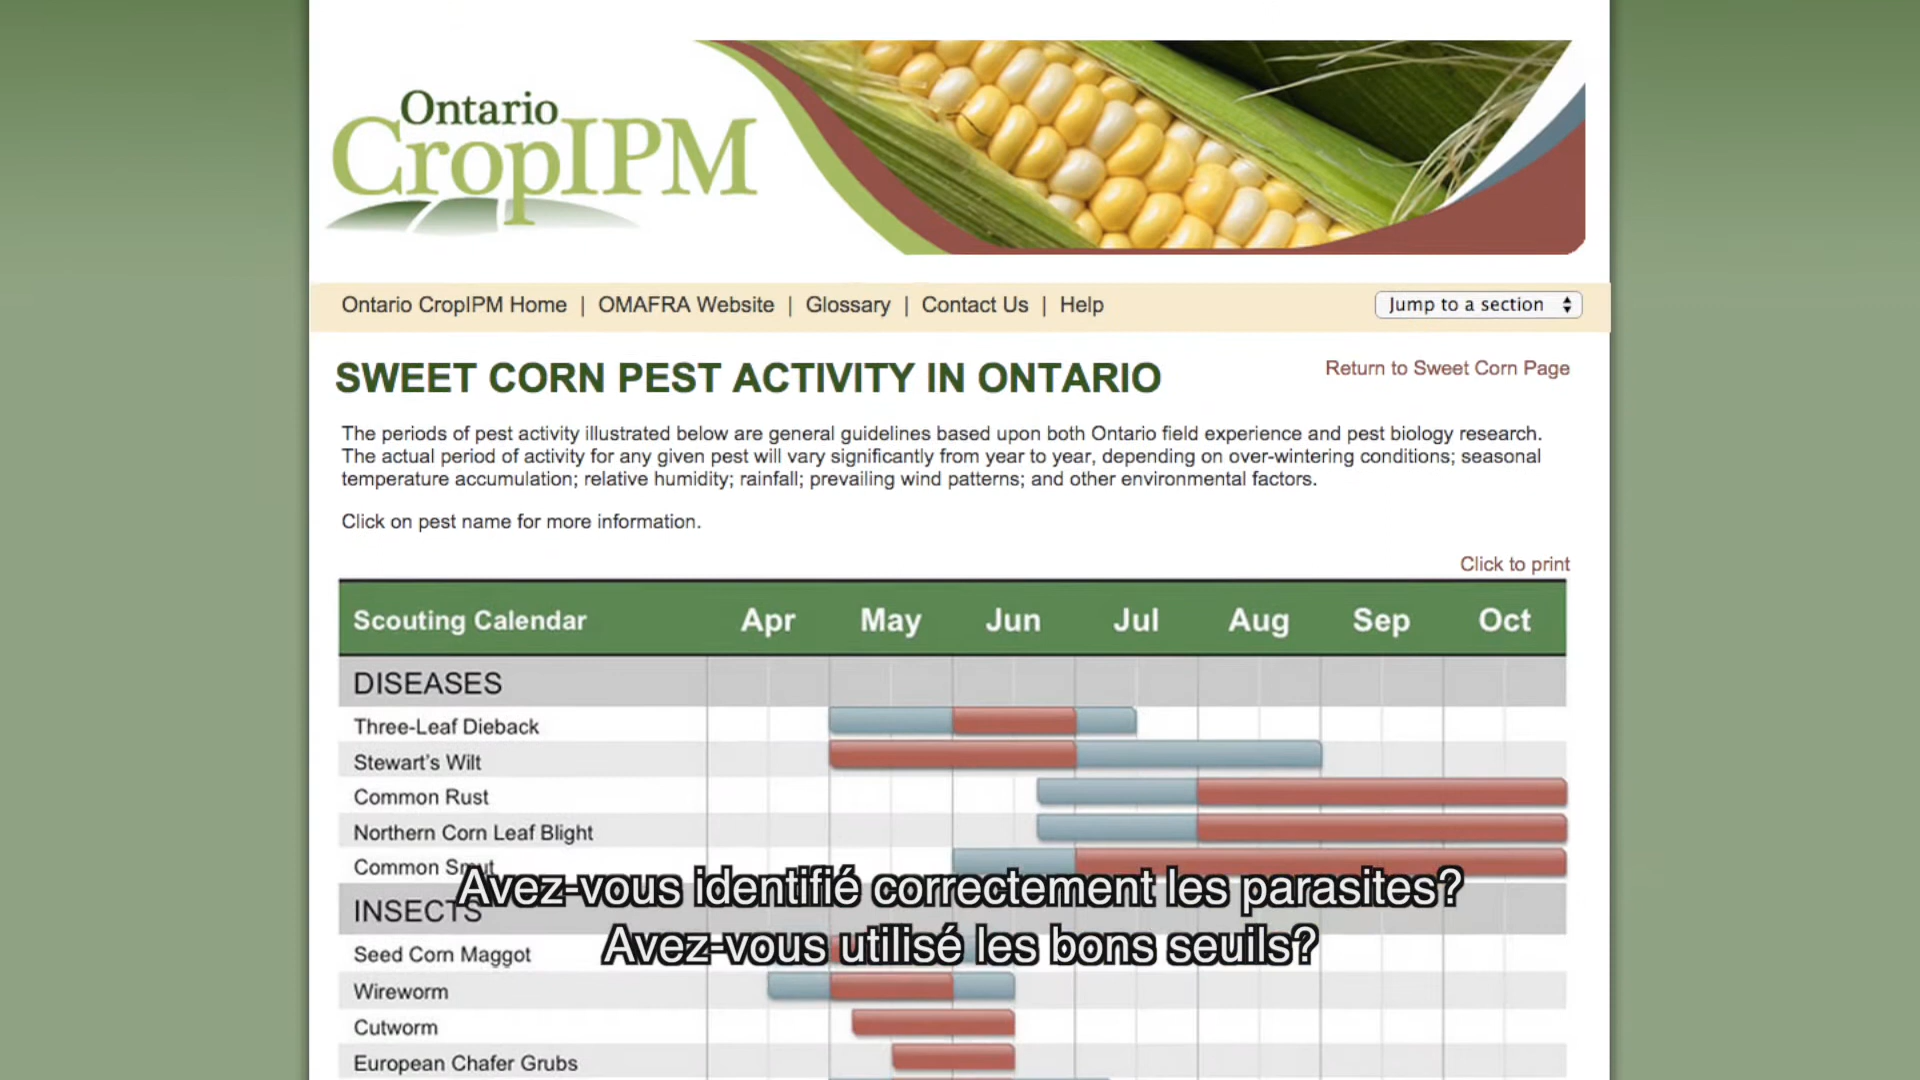 Ontario
CropIPM
Ontario CropIPM Home | OMAFRA Website | Glossary | Contact Us | Help
Jump to a section
SWEET CORN PEST ACTIVITY IN ONTARIO
Return to Sweet Corn Page
The periods of pest activity illustrated below are general guidelines based upon both Ontario field experience and pest biology research.
The actual period of activity for any given pest will vary significantly from year to year, depending on over-wintering conditions; seasonal
temperature accumulation; relative humidity; rainfall; prevailing wind patterns; and other environmental factors.
Click on pest name for more information.
Click to print
Scouting Calendar Apr May Jun Jul Aug Sep Oct
DISEASES
Three-Leaf Dieback
Stewart's Wilt
Common Rust
Northern Corn Leaf Blight
Common Smut
Avez-vous identifié correctement les parasites?
INSECTS
Avez-vous utilisé les bons seuils?
Seed Corn Maggot
Wireworm
Cutworm
European Chafer Grubs